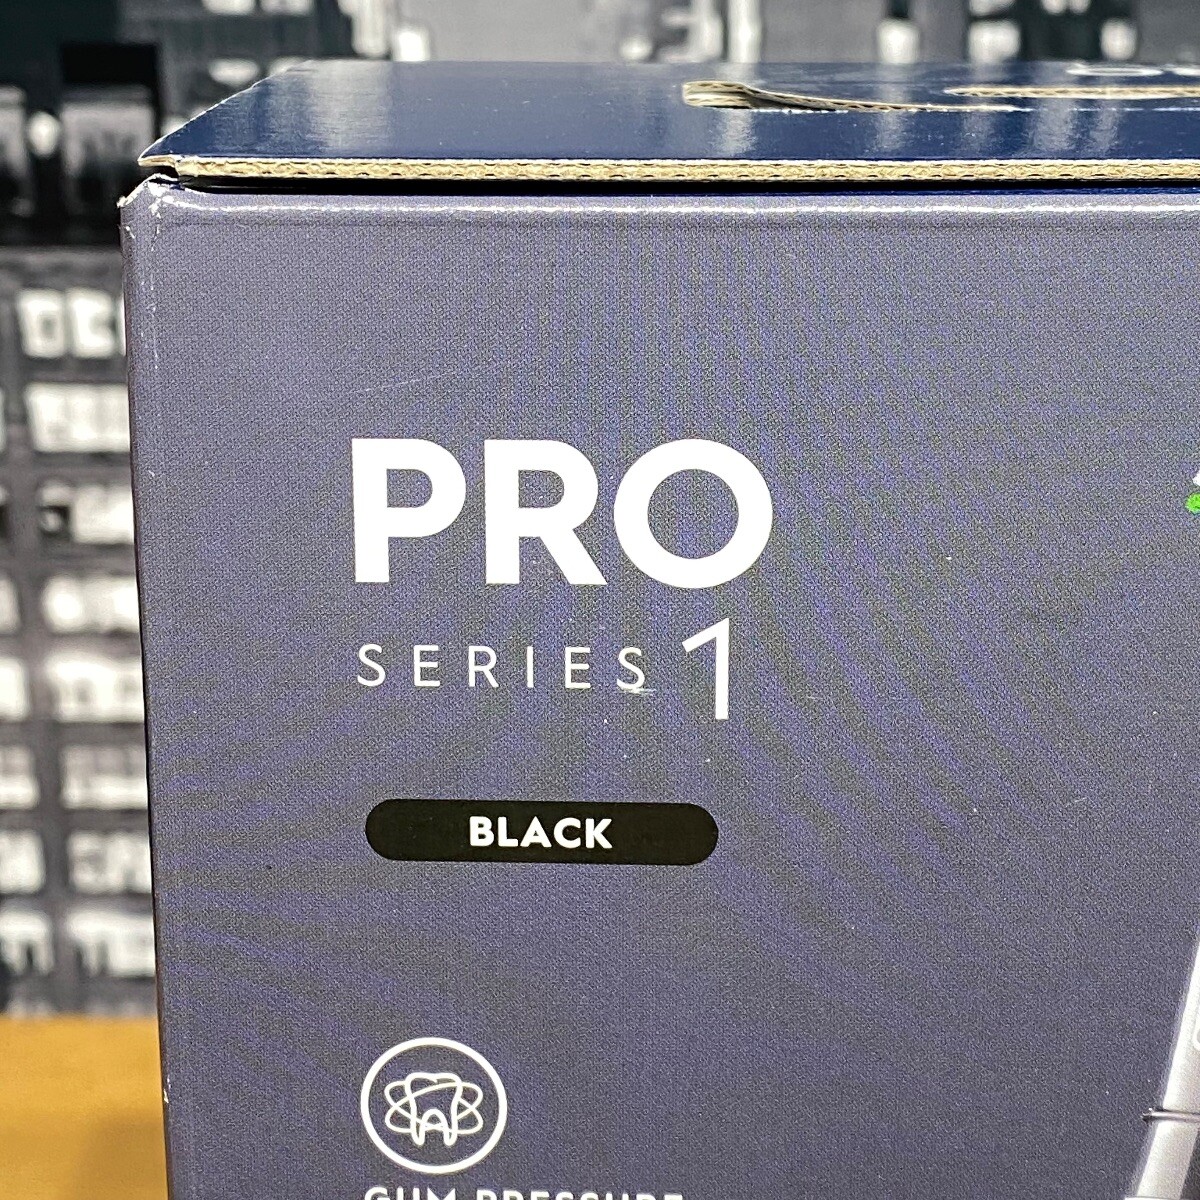 PRO
SERIES 1
BLACK
GUM PRESSURE